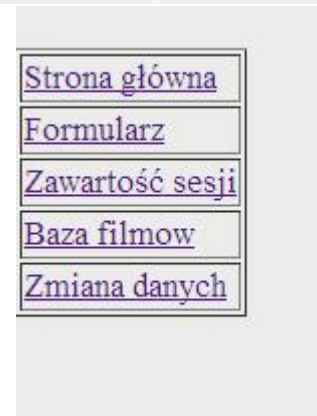 Strona główna
Formularz
Zawartość sesji
Baza filmow
Zmiana danych